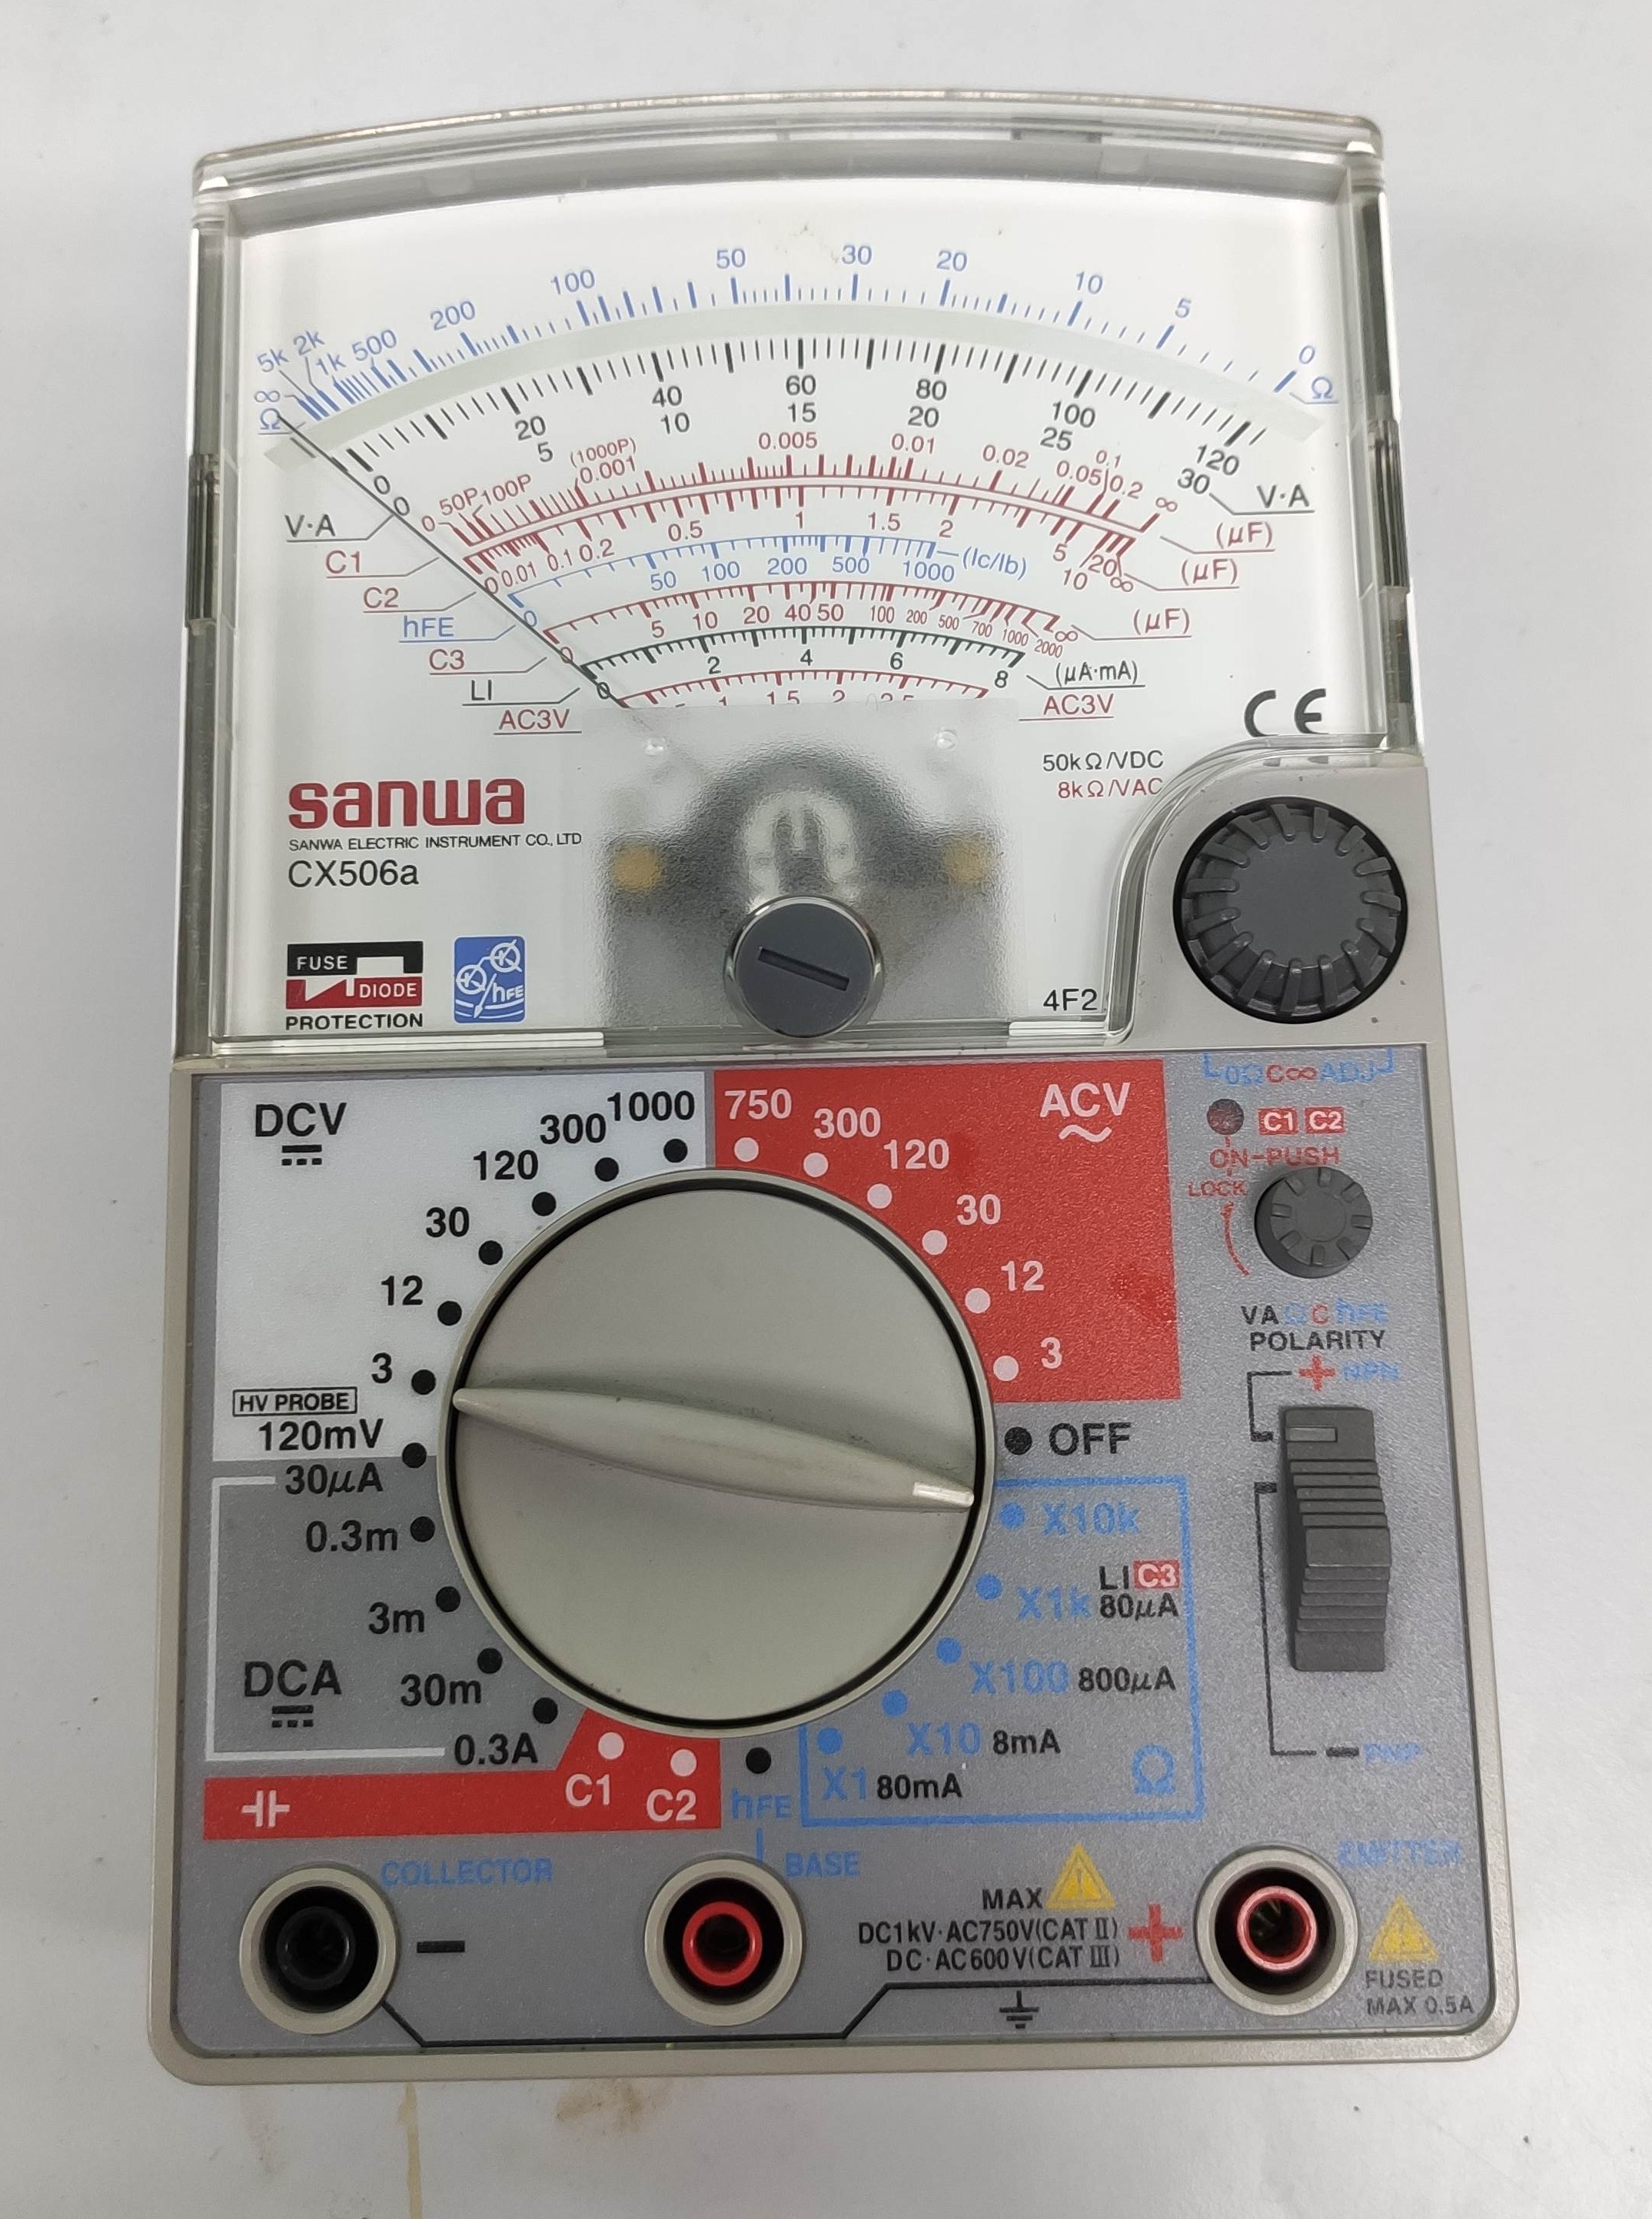 50 30 20
100 10
200 5
5k 2k 1k 500 0
∞ Ω
Ω
40 60 80
20 10 15 20 100
5 25 120
0 30
0 V·A
V·A
(1000P) 0.005 0.01
0 50P 100P 0.001 0.02 0.05 0.1 0.2 ∞
C1 (μF)
0 0.01 0.1 0.2 0.5 1 1.5 2 5 10 20 ∞
C2 (μF)
0 50 100 200 500 1000 (Ic/Ib)
hFE
0 5 10 20 40 50 100 200 500 700 1000 2000 ∞
C3 (μF)
0 2 4 6 8
LI (μA·mA)
1 1.5 2
AC3V AC3V
CE
50kΩ/VDC
8kΩ/VAC
sanwa
SANWA ELECTRIC INSTRUMENT CO., LTD
CX506a
FUSE
DIODE
PROTECTION
hFE
4F2
0ΩC∞ADJ
DCV
1000
300
120
30
12
3
HV PROBE
120mV
750
300
120
30
12
3
ACV
C1 C2
ON-PUSH
LOCK
VAΩChFE
POLARITY
+ NPN
OFF
30μA
0.3m
3m
30m
0.3A
DCA
X10k
LI C3
X1k 80μA
X100 800μA
X10 8mA
X1 80mA
Ω
− PNP
C1
C2
hFE
COLLECTOR
BASE
EMITTER
−
MAX
DC1kV·AC750V(CAT II)
DC·AC600V(CAT III)
+
FUSED
MAX 0.5A